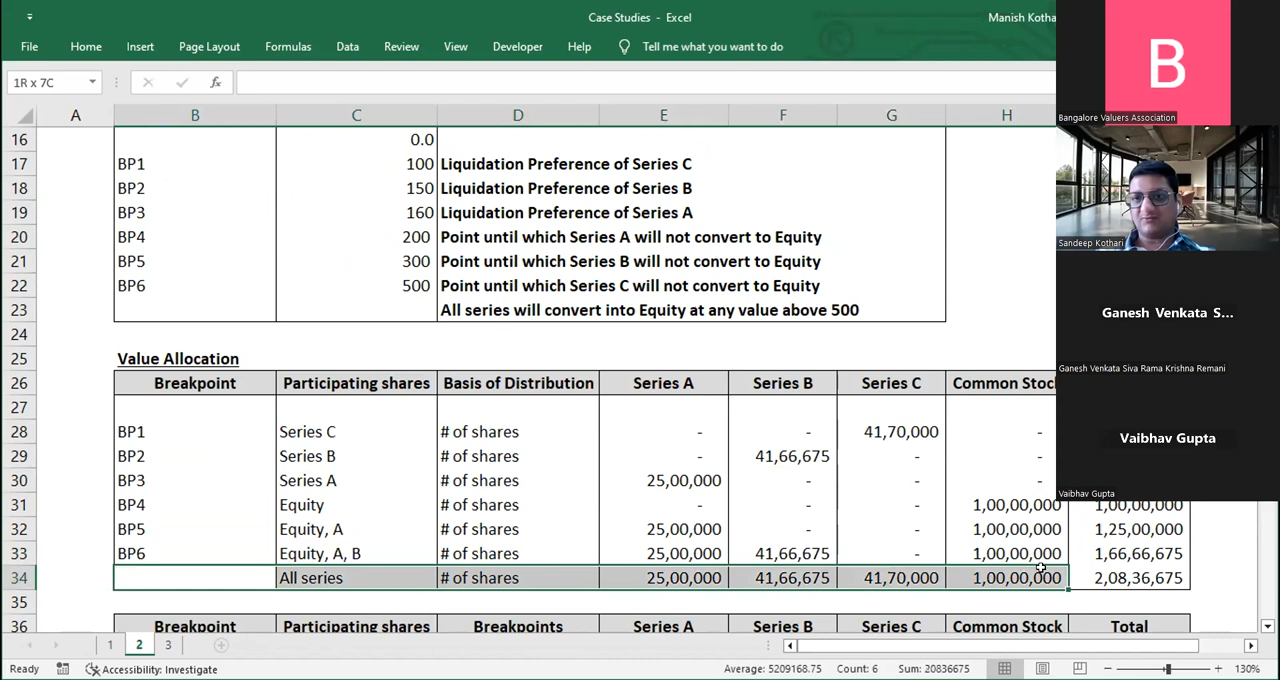 Case Studies - Excel
Manish Kotha
File Home Insert Page Layout Formulas Data Review View Developer Help Tell me what you want to do
1R x 7C fx
A B C D E F G H
16 0.0
17 BP1 100 Liquidation Preference of Series C
18 BP2 150 Liquidation Preference of Series B
19 BP3 160 Liquidation Preference of Series A
20 BP4 200 Point until which Series A will not convert to Equity
21 BP5 300 Point until which Series B will not convert to Equity
22 BP6 500 Point until which Series C will not convert to Equity
23 All series will convert into Equity at any value above 500
24
25 Value Allocation
26 Breakpoint Participating shares Basis of Distribution Series A Series B Series C Common Stoc
27
28 BP1 Series C # of shares - - 41,70,000 -
29 BP2 Series B # of shares - 41,66,675 - -
30 BP3 Series A # of shares 25,00,000 - - -
31 BP4 Equity # of shares - - - 1,00,00,000 1,00,00,000
32 BP5 Equity, A # of shares 25,00,000 - - 1,00,00,000 1,25,00,000
33 BP6 Equity, A, B # of shares 25,00,000 41,66,675 - 1,00,00,000 1,66,66,675
34 All series # of shares 25,00,000 41,66,675 41,70,000 1,00,00,000 2,08,36,675
35
36 Breakpoint Participating shares Breakpoints Series A Series B Series C Common Stock Total
1 2 3
Ready Accessibility: Investigate Average: 5209168.75 Count: 6 Sum: 20836675 130%
B
Bangalore Valuers Association
Sandeep Kothari
Ganesh Venkata S...
Ganesh Venkata Siva Rama Krishna Remani
Vaibhav Gupta
Vaibhav Gupta